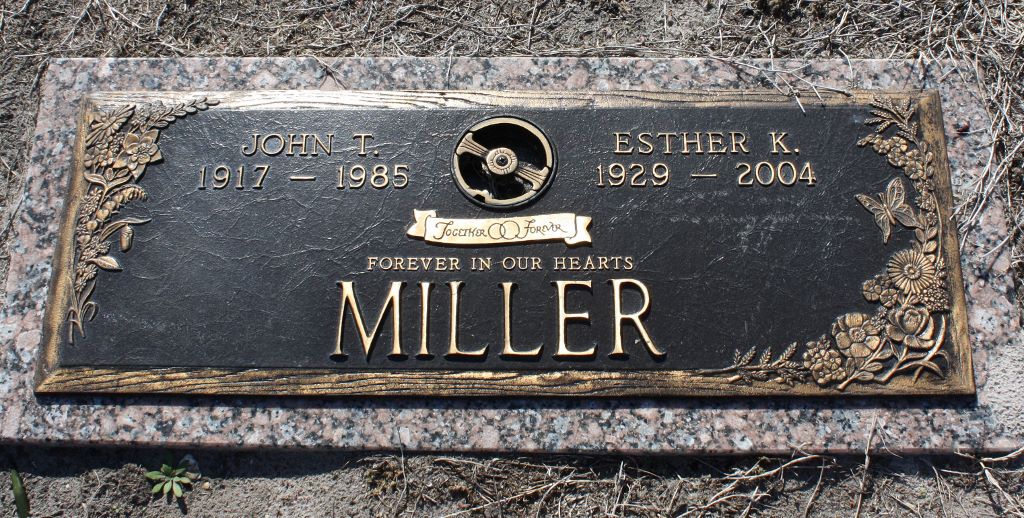 JOHN T.
1917 — 1985
ESTHER K.
1929 — 2004
TOGETHER FOREVER
FOREVER IN OUR HEARTS
MILLER